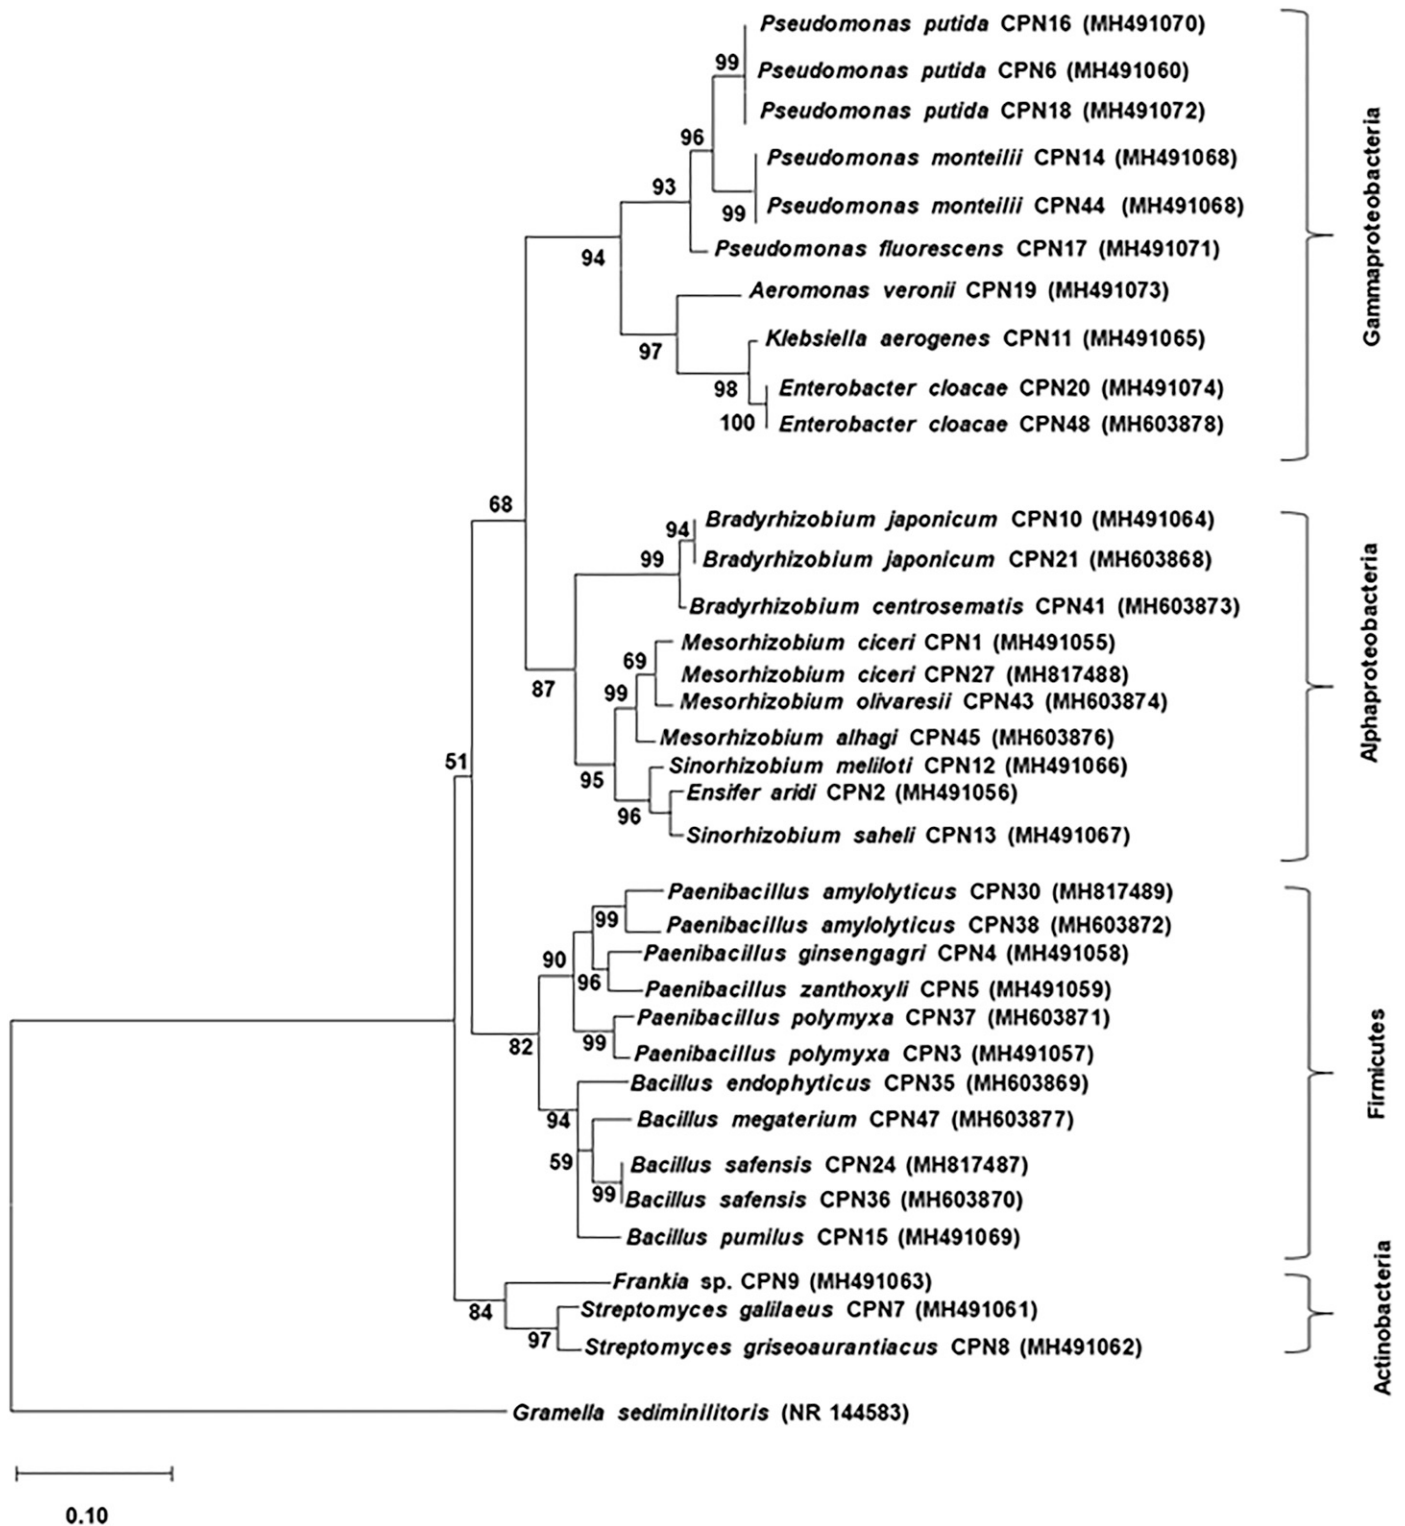 Pseudomonas putida CPN16 (MH491070)
99
Pseudomonas putida CPN6 (MH491060)
Pseudomonas putida CPN18 (MH491072)
96
Pseudomonas monteilii CPN14 (MH491068)
93
99
Pseudomonas monteilii CPN44 (MH491068)
Pseudomonas fluorescens CPN17 (MH491071)
94
Aeromonas veronii CPN19 (MH491073)
Klebsiella aerogenes CPN11 (MH491065)
97
98
Enterobacter cloacae CPN20 (MH491074)
100
Enterobacter cloacae CPN48 (MH603878)
Gammaproteobacteria
68
Bradyrhizobium japonicum CPN10 (MH491064)
94
99
Bradyrhizobium japonicum CPN21 (MH603868)
Bradyrhizobium centrosematis CPN41 (MH603873)
Mesorhizobium ciceri CPN1 (MH491055)
69
Mesorhizobium ciceri CPN27 (MH817488)
87
99
Mesorhizobium olivaresii CPN43 (MH603874)
Mesorhizobium alhagi CPN45 (MH603876)
51
Sinorhizobium meliloti CPN12 (MH491066)
95
Ensifer aridi CPN2 (MH491056)
96
Sinorhizobium saheli CPN13 (MH491067)
Alphaproteobacteria
Paenibacillus amylolyticus CPN30 (MH817489)
99
Paenibacillus amylolyticus CPN38 (MH603872)
90
Paenibacillus ginsengagri CPN4 (MH491058)
96
Paenibacillus zanthoxyli CPN5 (MH491059)
Paenibacillus polymyxa CPN37 (MH603871)
82
99
Paenibacillus polymyxa CPN3 (MH491057)
Bacillus endophyticus CPN35 (MH603869)
94
Bacillus megaterium CPN47 (MH603877)
59
Bacillus safensis CPN24 (MH817487)
99
Bacillus safensis CPN36 (MH603870)
Bacillus pumilus CPN15 (MH491069)
Firmicutes
Frankia sp. CPN9 (MH491063)
84
Streptomyces galilaeus CPN7 (MH491061)
97
Streptomyces griseoaurantiacus CPN8 (MH491062)
Actinobacteria
Gramella sediminilitoris (NR 144583)
0.10